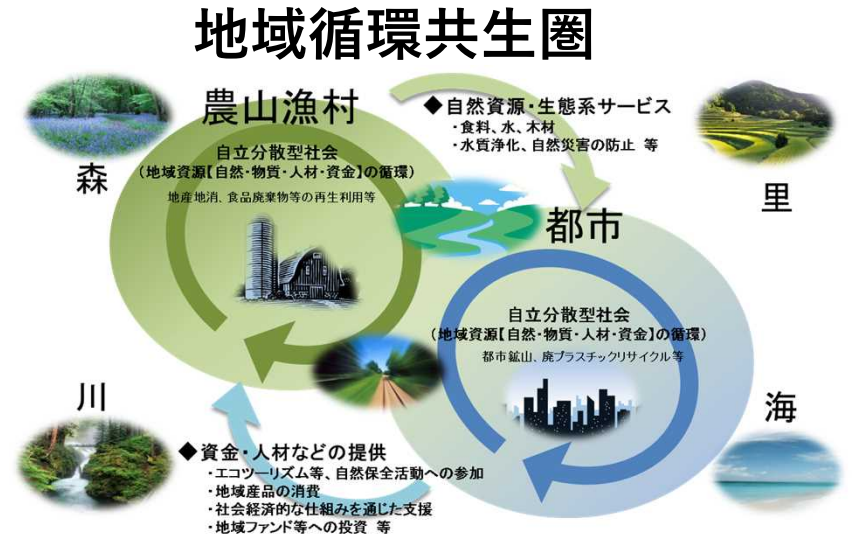 地域循環共生圏
農山漁村
自立分散型社会
(地域資源【自然・物質・人材・資金】の循環)
地産地消、食品廃棄物等の再生利用等
◆自然資源・生態系サービス
・食料、水、木材
・水質浄化、自然災害の防止 等
森
里
都市
自立分散型社会
(地域資源【自然・物質・人材・資金】の循環)
都市鉱山、廃プラスチックリサイクル等
川
海
◆資金・人材などの提供
・エコツーリズム等、自然保全活動への参加
・地域産品の消費
・社会経済的な仕組みを通じた支援
・地域ファンド等への投資 等